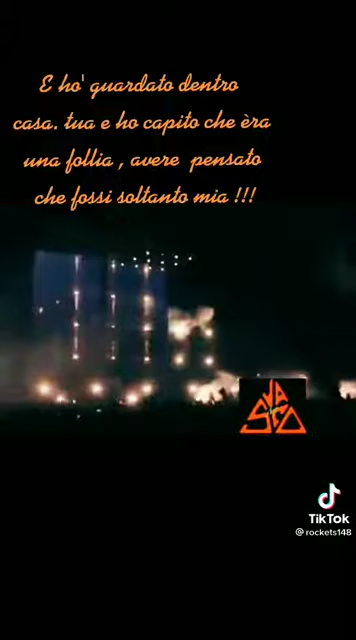 E ho' guardato dentro
casa. tua e ho capito che èra
una follia , avere pensato
che fossi soltanto mia !!!
VASCO
TikTok
@rockets148